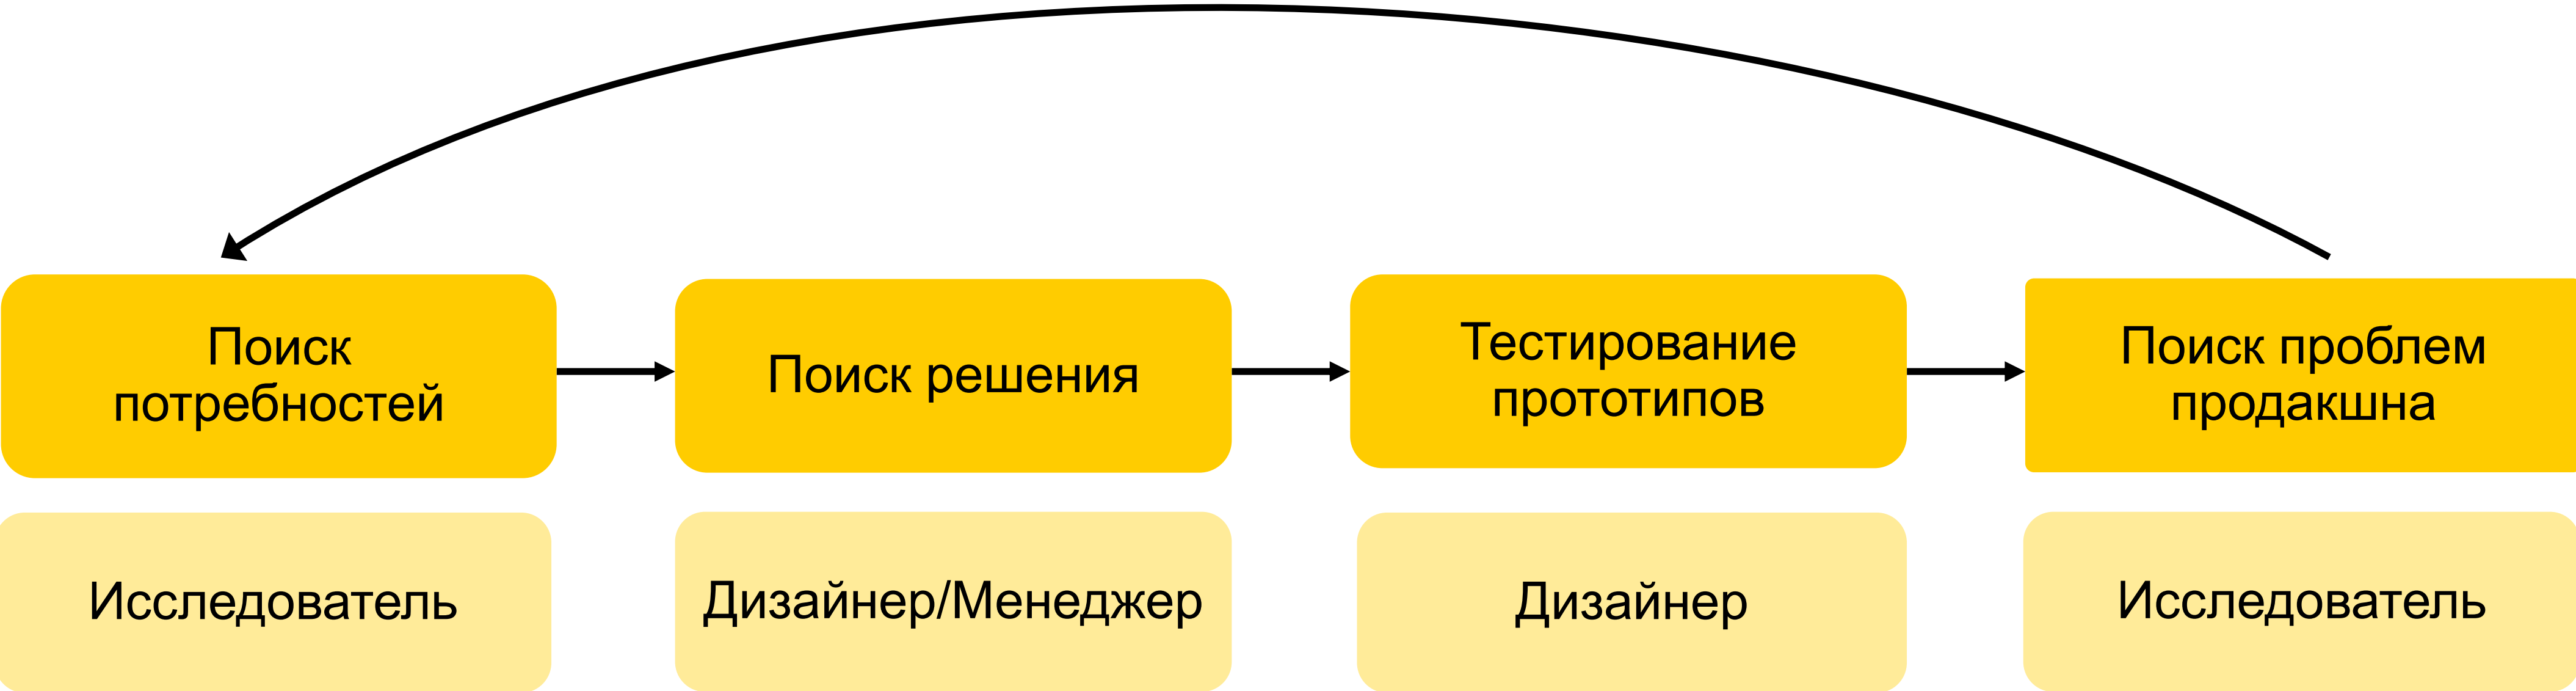 Поиск
потребностей
Поиск решения
Тестирование
прототипов
Поиск проблем
продакшна
Исследователь
Дизайнер/Менеджер
Дизайнер
Исследователь